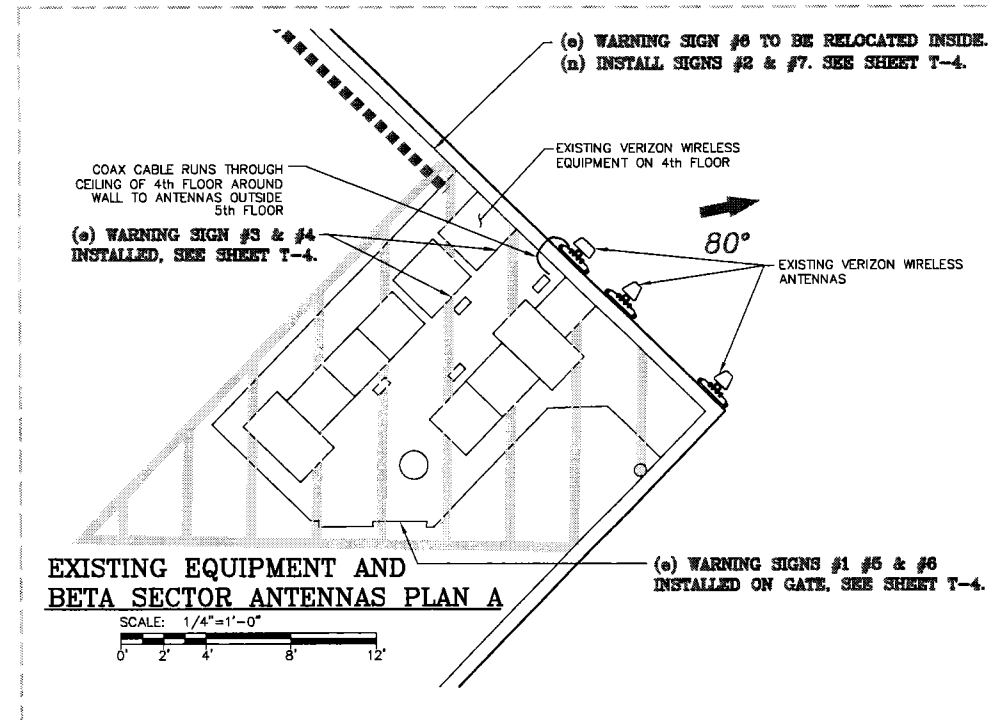 (e) WARNING SIGN #6 TO BE RELOCATED INSIDE.
(n) INSTALL SIGNS #2 & #7. SEE SHEET T-4.
EXISTING VERIZON WIRELESS
EQUIPMENT ON 4th FLOOR
COAX CABLE RUNS THROUGH
CEILING OF 4th FLOOR AROUND
WALL TO ANTENNAS OUTSIDE
5th FLOOR
(e) WARNING SIGN #3 & #4
INSTALLED, SEE SHEET T-4.
80°
EXISTING VERIZON WIRELESS
ANTENNAS
(e) WARNING SIGNS #1 #5 & #6
INSTALLED ON GATE, SEE SHEET T-4.
EXISTING EQUIPMENT AND
BETA SECTOR ANTENNAS PLAN A
SCALE: 1/4"=1'-0"
0' 2' 4' 8' 12'